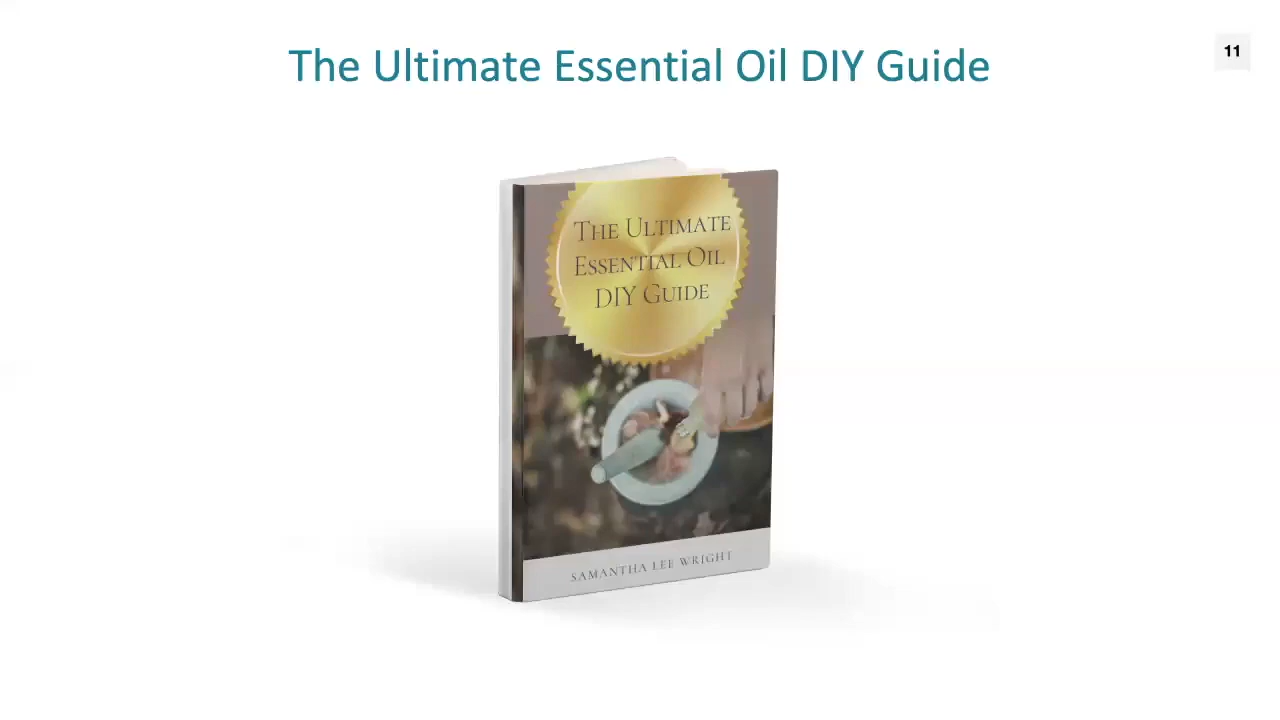 The Ultimate Essential Oil DIY Guide
11
The Ultimate
Essential Oil
DIY Guide
Samantha Lee Wright